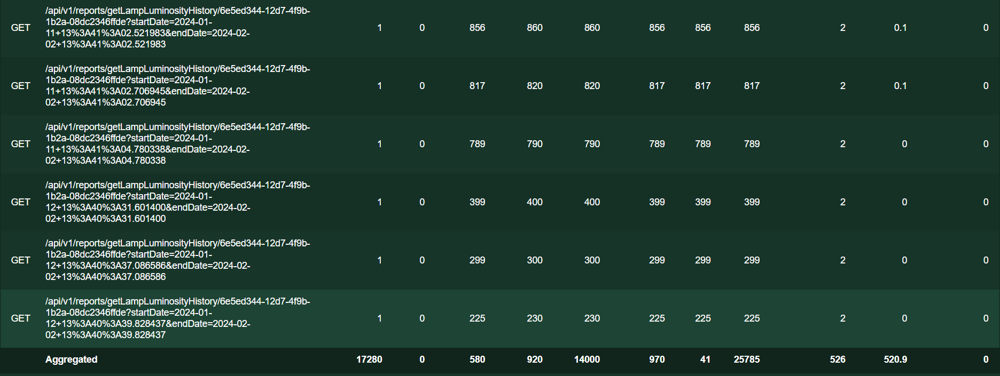 /api/v1/reports/getLampLuminosityHistory/6e5ed344-12d7-4f9b-
1b2a-08dc2346ffde?startDate=2024-01-
GET 11+13%3A41%3A02.521983&endDate=2024-02- 1 0 856 860 860 856 856 856 2 0.1 0
02+13%3A41%3A02.521983
/api/v1/reports/getLampLuminosityHistory/6e5ed344-12d7-4f9b-
1b2a-08dc2346ffde?startDate=2024-01-
GET 11+13%3A41%3A02.706945&endDate=2024-02- 1 0 817 820 820 817 817 817 2 0.1 0
02+13%3A41%3A02.706945
/api/v1/reports/getLampLuminosityHistory/6e5ed344-12d7-4f9b-
1b2a-08dc2346ffde?startDate=2024-01-
GET 11+13%3A41%3A04.780338&endDate=2024-02- 1 0 789 790 790 789 789 789 2 0 0
02+13%3A41%3A04.780338
/api/v1/reports/getLampLuminosityHistory/6e5ed344-12d7-4f9b-
1b2a-08dc2346ffde?startDate=2024-01-
GET 12+13%3A40%3A31.601400&endDate=2024-02- 1 0 399 400 400 399 399 399 2 0 0
02+13%3A40%3A31.601400
/api/v1/reports/getLampLuminosityHistory/6e5ed344-12d7-4f9b-
1b2a-08dc2346ffde?startDate=2024-01-
GET 12+13%3A40%3A37.086586&endDate=2024-02- 1 0 299 300 300 299 299 299 2 0 0
02+13%3A40%3A37.086586
/api/v1/reports/getLampLuminosityHistory/6e5ed344-12d7-4f9b-
1b2a-08dc2346ffde?startDate=2024-01-
GET 12+13%3A40%3A39.828437&endDate=2024-02- 1 0 225 230 230 225 225 225 2 0 0
02+13%3A40%3A39.828437
Aggregated 17280 0 580 920 14000 970 41 25785 526 520.9 0